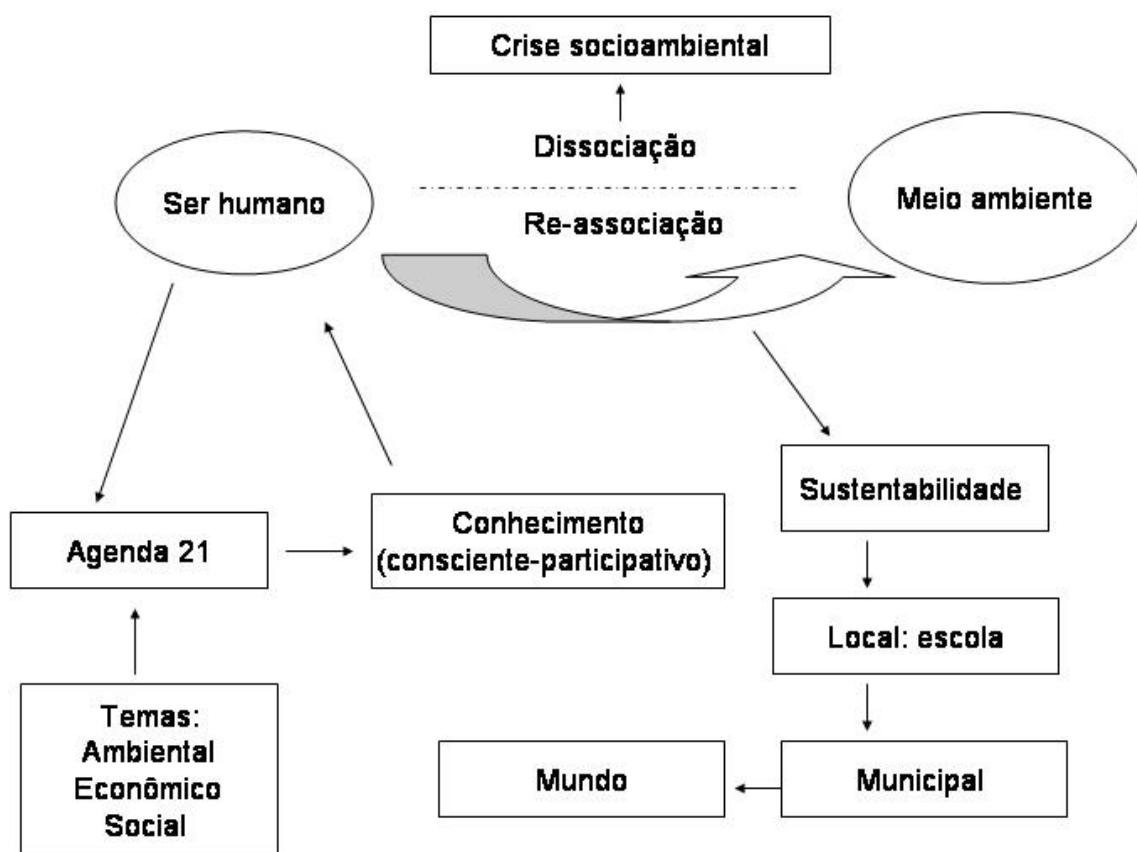 Crise socioambiental
Dissociação
Ser humano
Meio ambiente
Re-associação
Sustentabilidade
Agenda 21
Conhecimento
(consciente-participativo)
Local: escola
Temas:
Ambiental
Econômico
Social
Mundo
Municipal